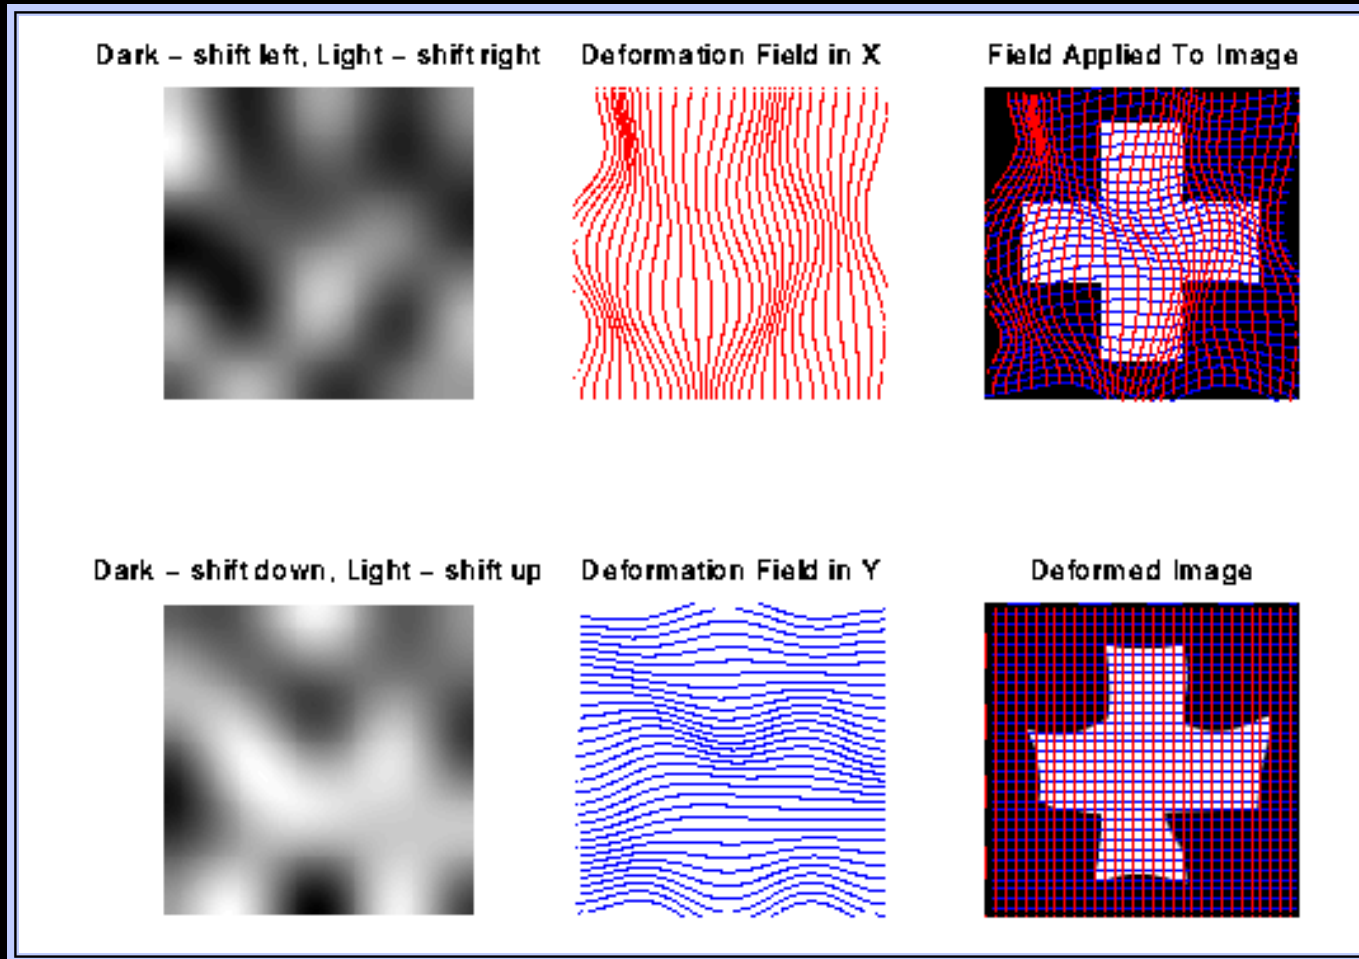 Dark – shift left, Light – shift right
Deformation Field in X
Field Applied To Image
Dark – shift down, Light – shift up
Deformation Field in Y
Deformed Image